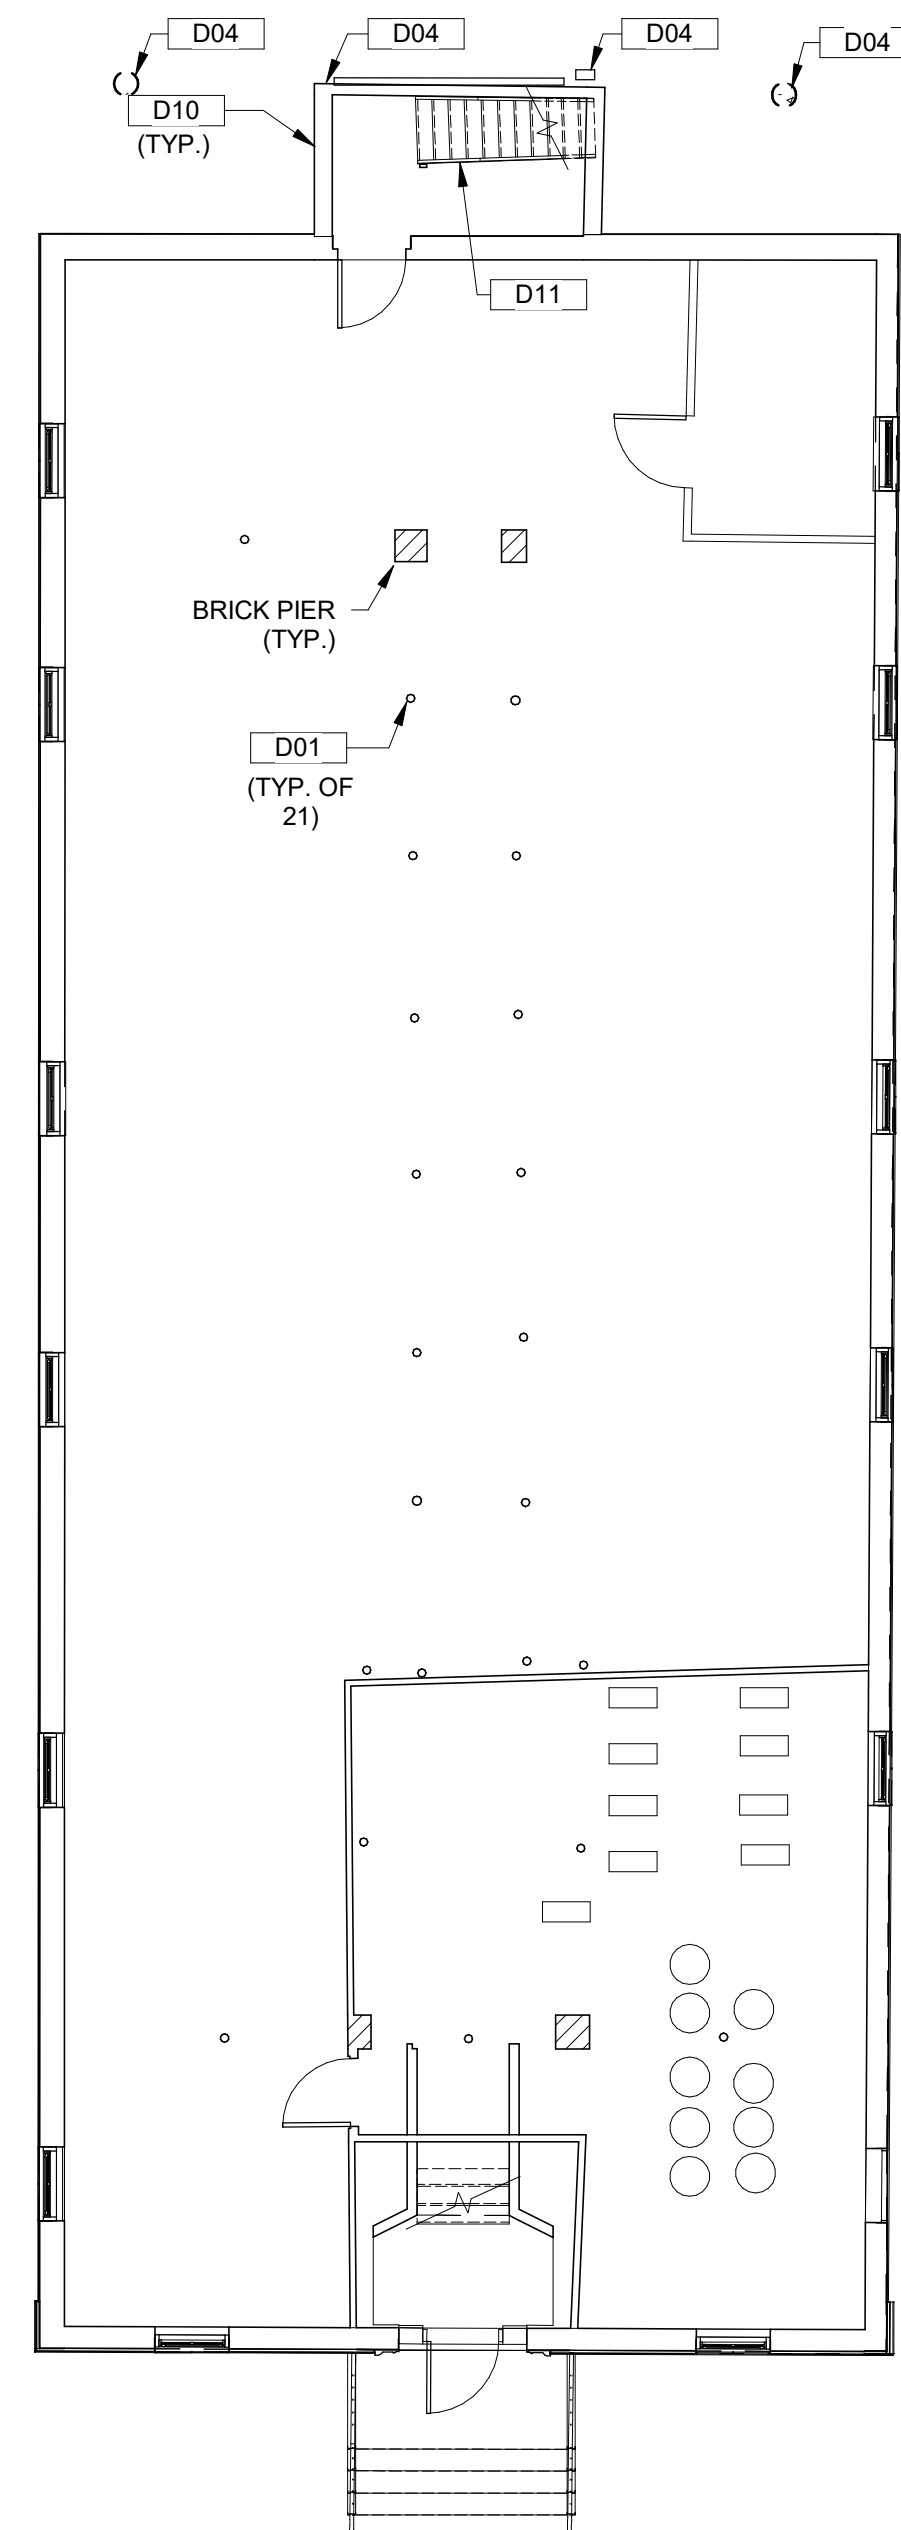 D04
D04
D04
D04
D10
(TYP.)
D11
BRICK PIER
(TYP.)
D01
(TYP. OF
21)